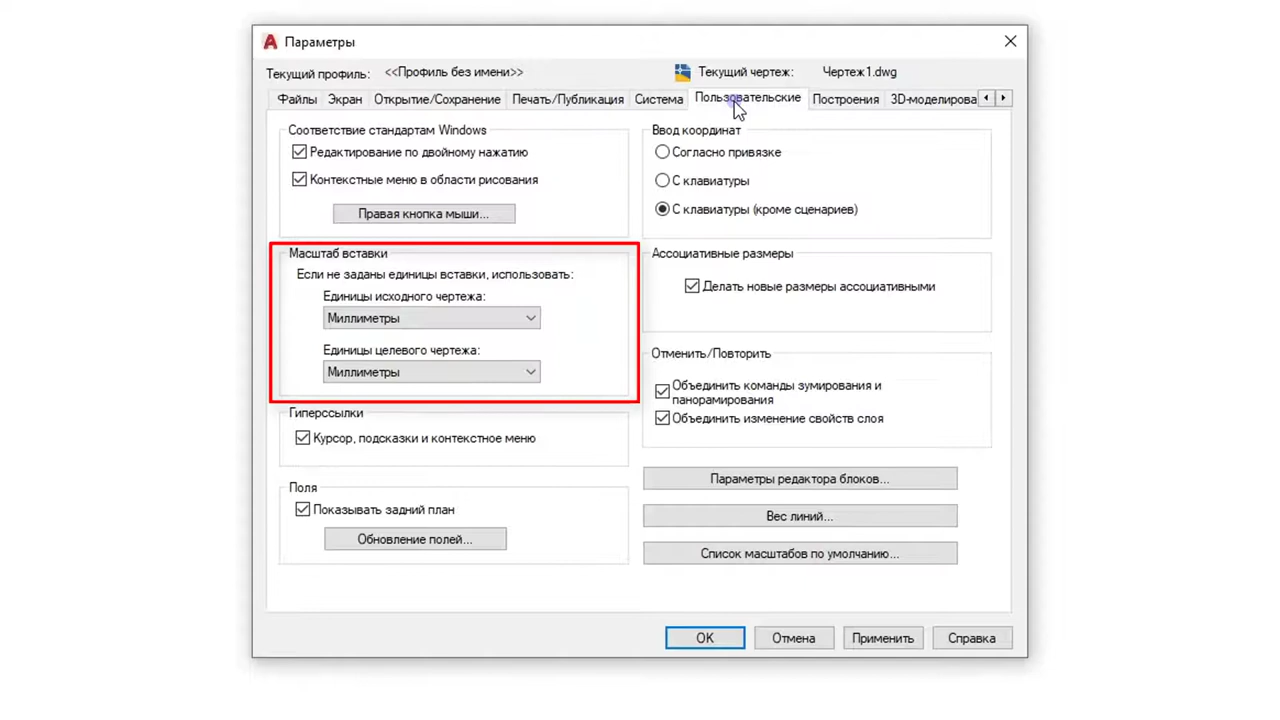 Параметры
Текущий профиль: <<Профиль без имени>> Текущий чертеж: Чертеж1.dwg
Файлы Экран Открытие/Сохранение Печать/Публикация Система Пользовательские Построения 3D-моделирова
Соответствие стандартам Windows
Редактирование по двойному нажатию
Контекстные меню в области рисования
Правая кнопка мыши...
Масштаб вставки
Если не заданы единицы вставки, использовать:
Единицы исходного чертежа:
Миллиметры
Единицы целевого чертежа:
Миллиметры
Гиперссылки
Курсор, подсказки и контекстное меню
Поля
Показывать задний план
Обновление полей...
Ввод координат
Согласно привязке
С клавиатуры
С клавиатуры (кроме сценариев)
Ассоциативные размеры
Делать новые размеры ассоциативными
Отменить/Повторить
Объединить команды зумирования и
панорамирования
Объединить изменение свойств слоя
Параметры редактора блоков...
Вес линий...
Список масштабов по умолчанию...
OK Отмена Применить Справка